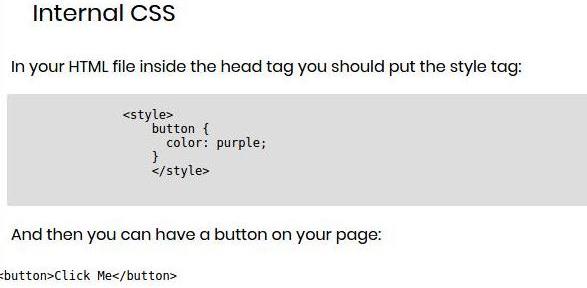 Internal CSS
In your HTML file inside the head tag you should put the style tag:
<style>
button {
color: purple;
}
</style>
And then you can have a button on your page:
<button>Click Me</button>